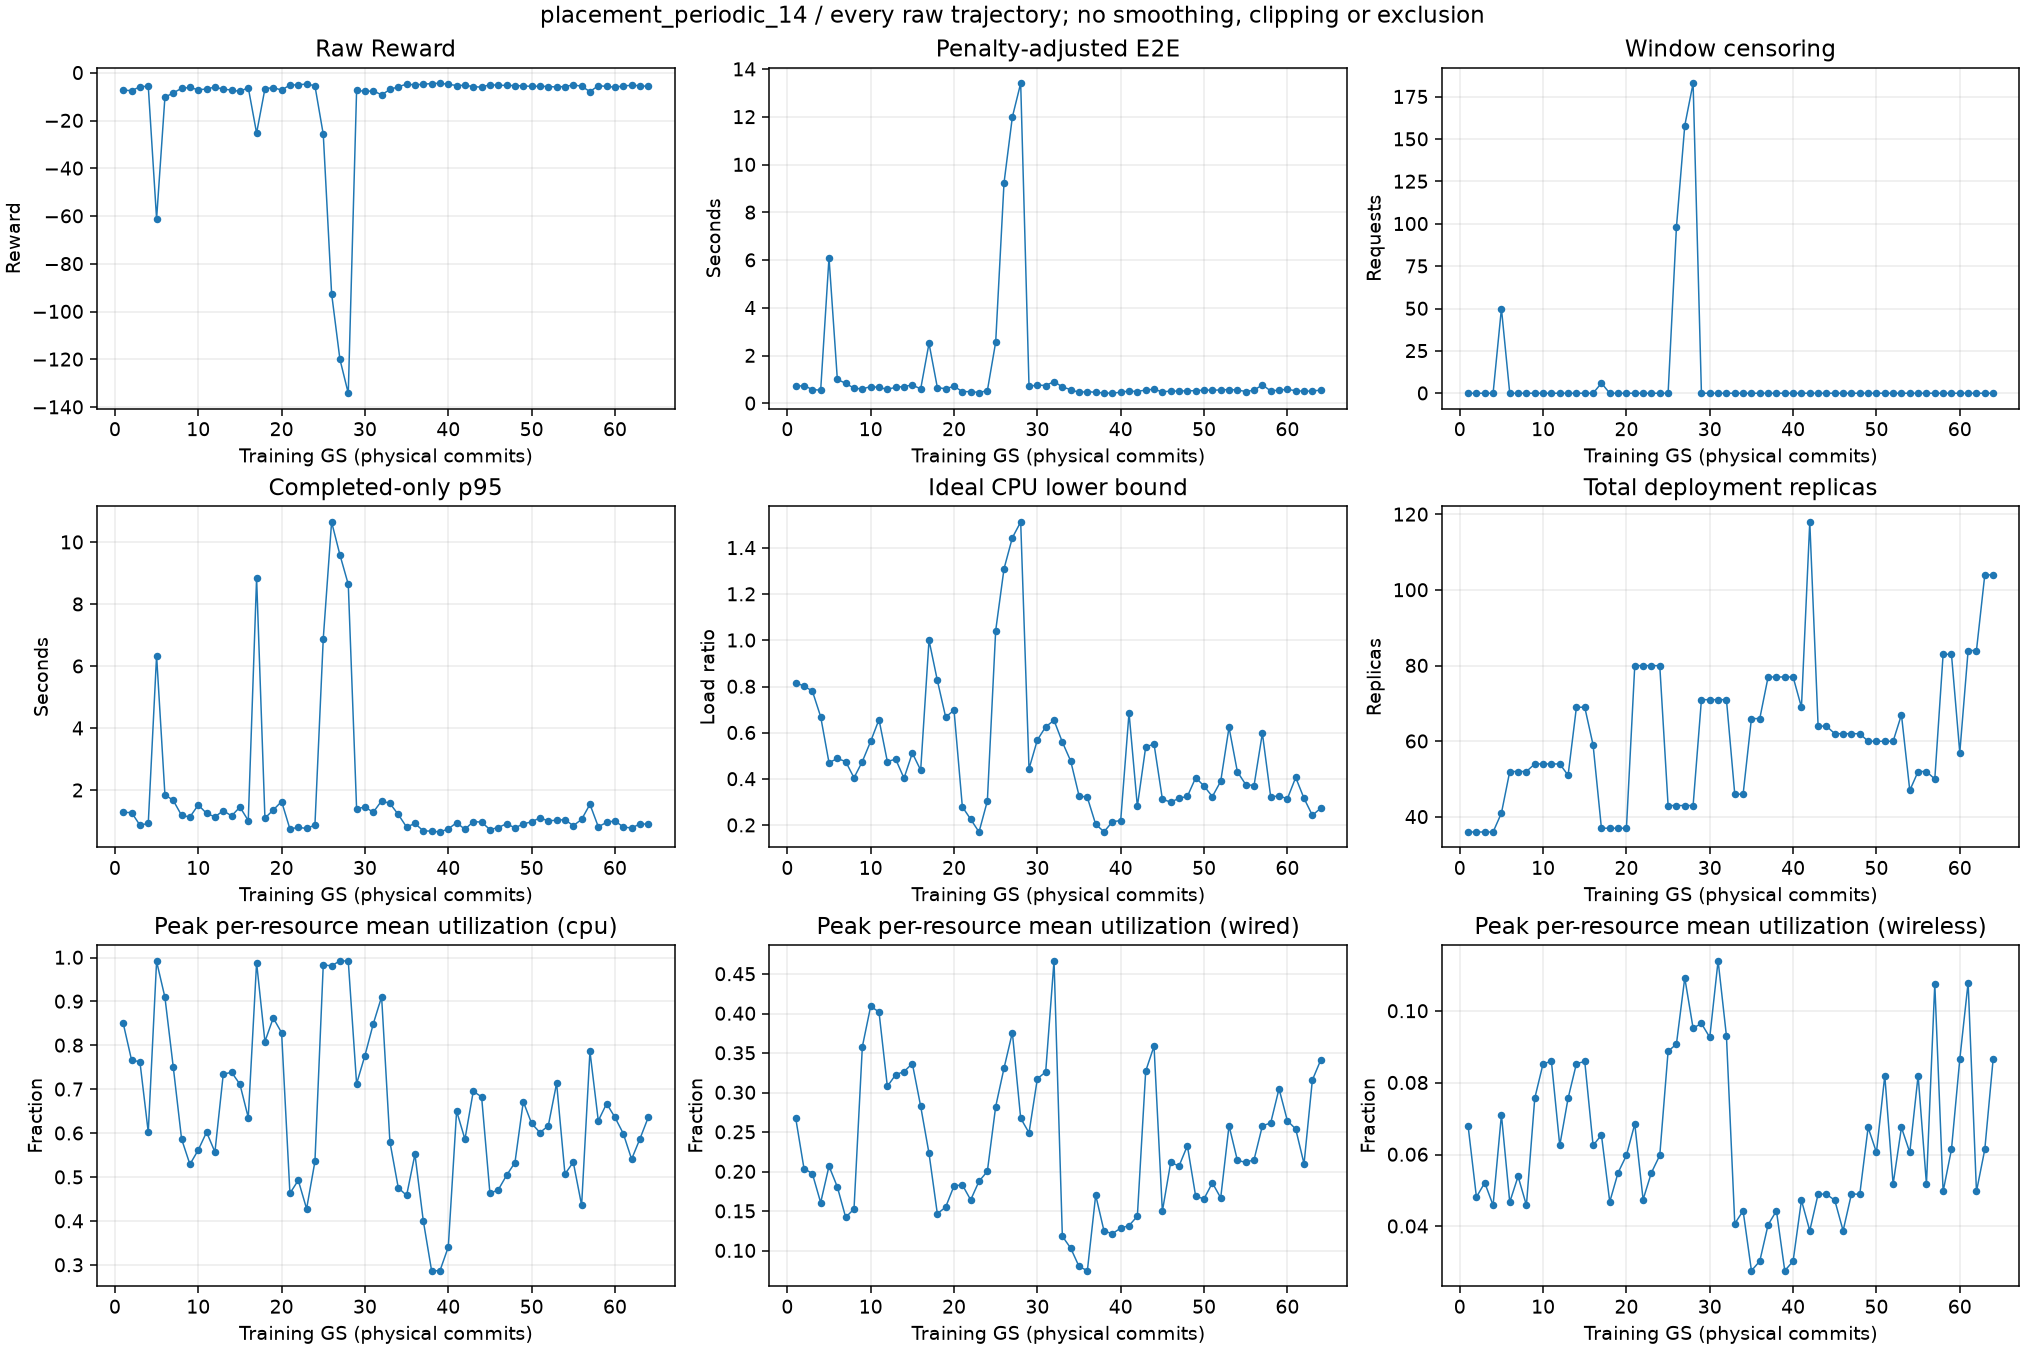 placement_periodic_14 / every raw trajectory; no smoothing, clipping or exclusion
Raw Reward
Reward
0
−20
−40
−60
−80
−100
−120
−140
0 10 20 30 40 50 60
Training GS (physical commits)
Penalty-adjusted E2E
Seconds
14
12
10
8
6
4
2
0
0 10 20 30 40 50 60
Training GS (physical commits)
Window censoring
Requests
175
150
125
100
75
50
25
0
0 10 20 30 40 50 60
Training GS (physical commits)
Completed-only p95
Seconds
10
8
6
4
2
0 10 20 30 40 50 60
Training GS (physical commits)
Ideal CPU lower bound
Load ratio
1.4
1.2
1.0
0.8
0.6
0.4
0.2
0 10 20 30 40 50 60
Training GS (physical commits)
Total deployment replicas
Replicas
120
100
80
60
40
0 10 20 30 40 50 60
Training GS (physical commits)
Peak per-resource mean utilization (cpu)
Fraction
1.0
0.9
0.8
0.7
0.6
0.5
0.4
0.3
0 10 20 30 40 50 60
Training GS (physical commits)
Peak per-resource mean utilization (wired)
Fraction
0.45
0.40
0.35
0.30
0.25
0.20
0.15
0.10
0 10 20 30 40 50 60
Training GS (physical commits)
Peak per-resource mean utilization (wireless)
Fraction
0.10
0.08
0.06
0.04
0 10 20 30 40 50 60
Training GS (physical commits)